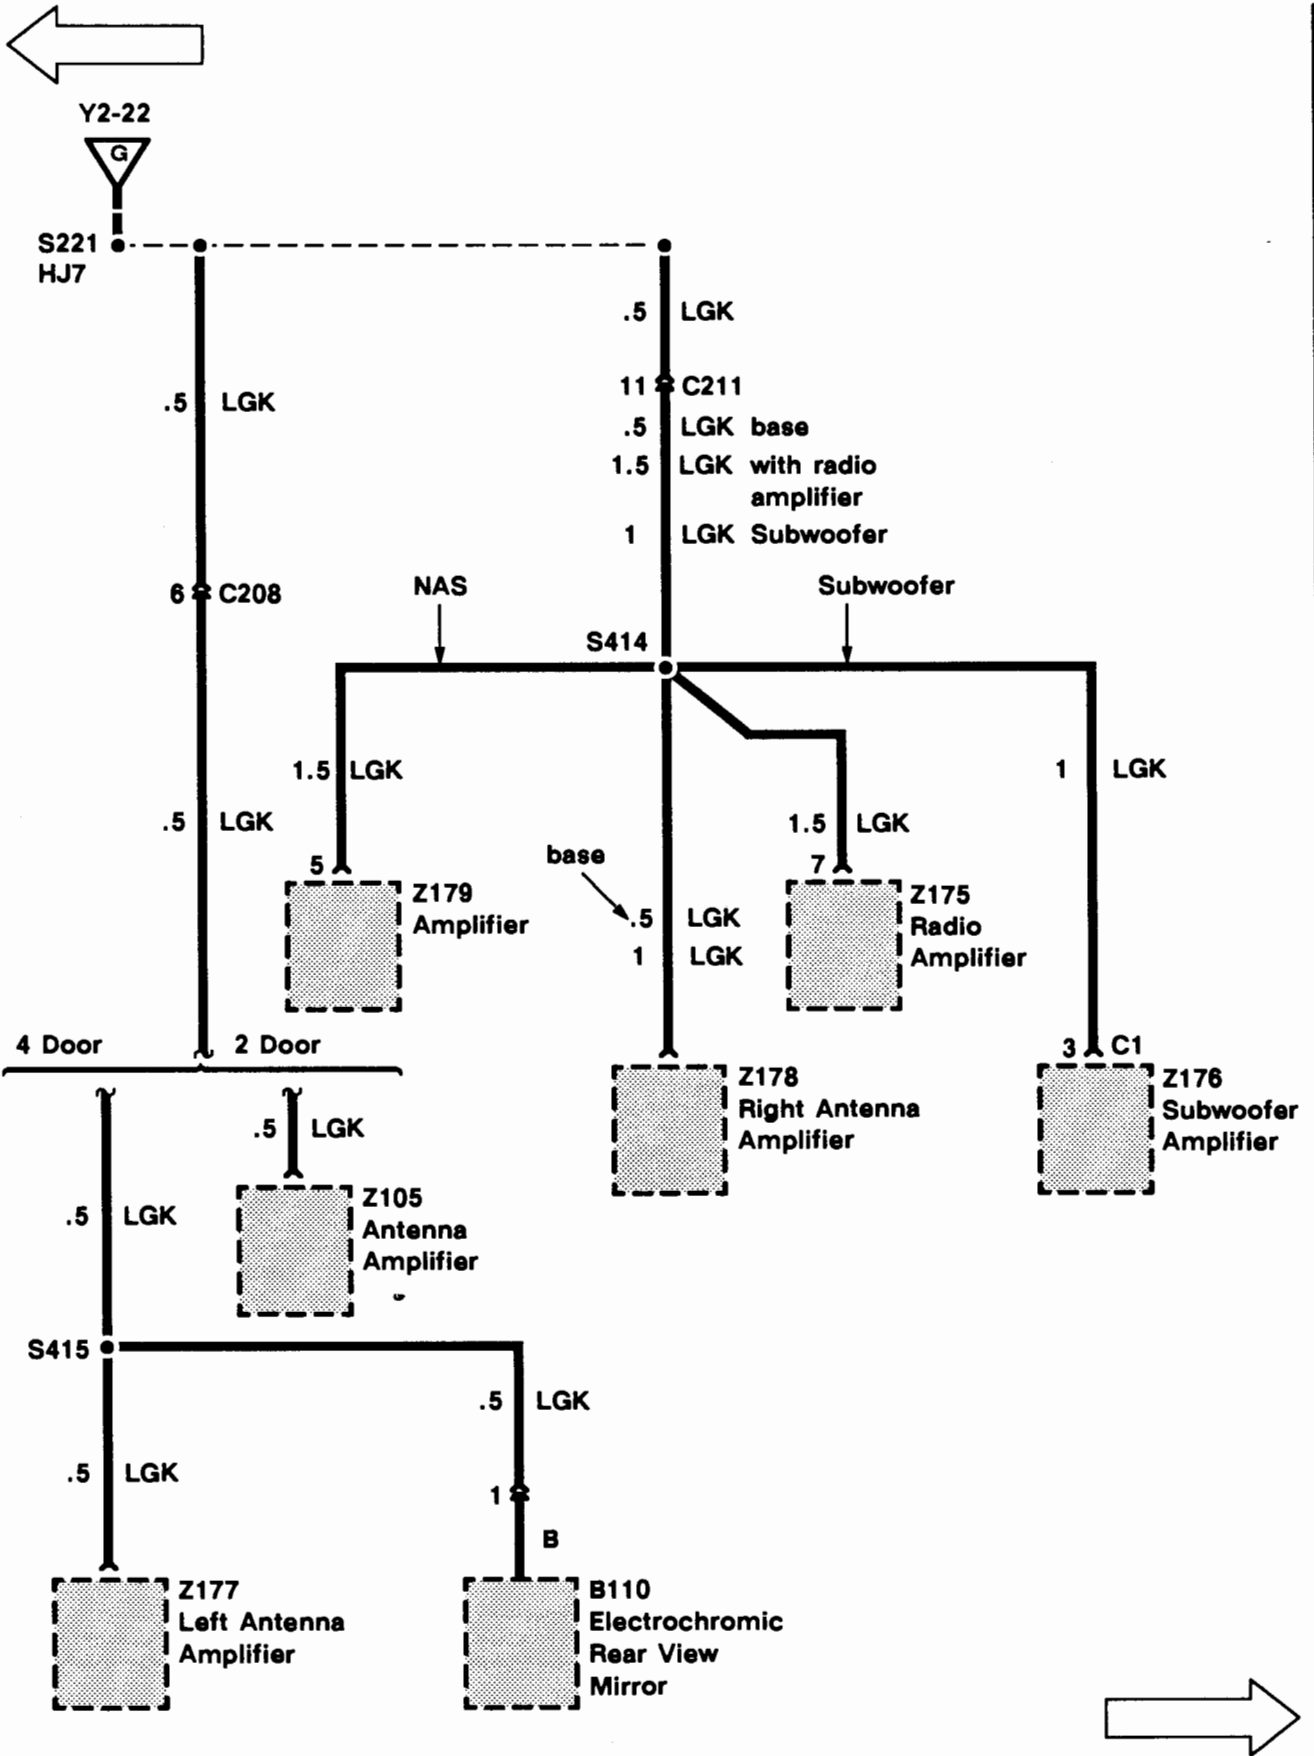 Y2-22
G
S221
HJ7
.5 LGK
11 C211
.5 LGK
.5 LGK base
1.5 LGK with radio
amplifier
1 LGK Subwoofer
6 C208
NAS
Subwoofer
S414
1.5 LGK
1 LGK
.5 LGK
1.5 LGK
base
5
Z179
Amplifier
7
Z175
Radio
Amplifier
.5 LGK
1 LGK
4 Door
2 Door
3 C1
Z178
Right Antenna
Amplifier
Z176
Subwoofer
Amplifier
.5 LGK
Z105
Antenna
Amplifier
.5 LGK
S415
.5 LGK
.5 LGK
1
B
Z177
Left Antenna
Amplifier
B110
Electrochromic
Rear View
Mirror